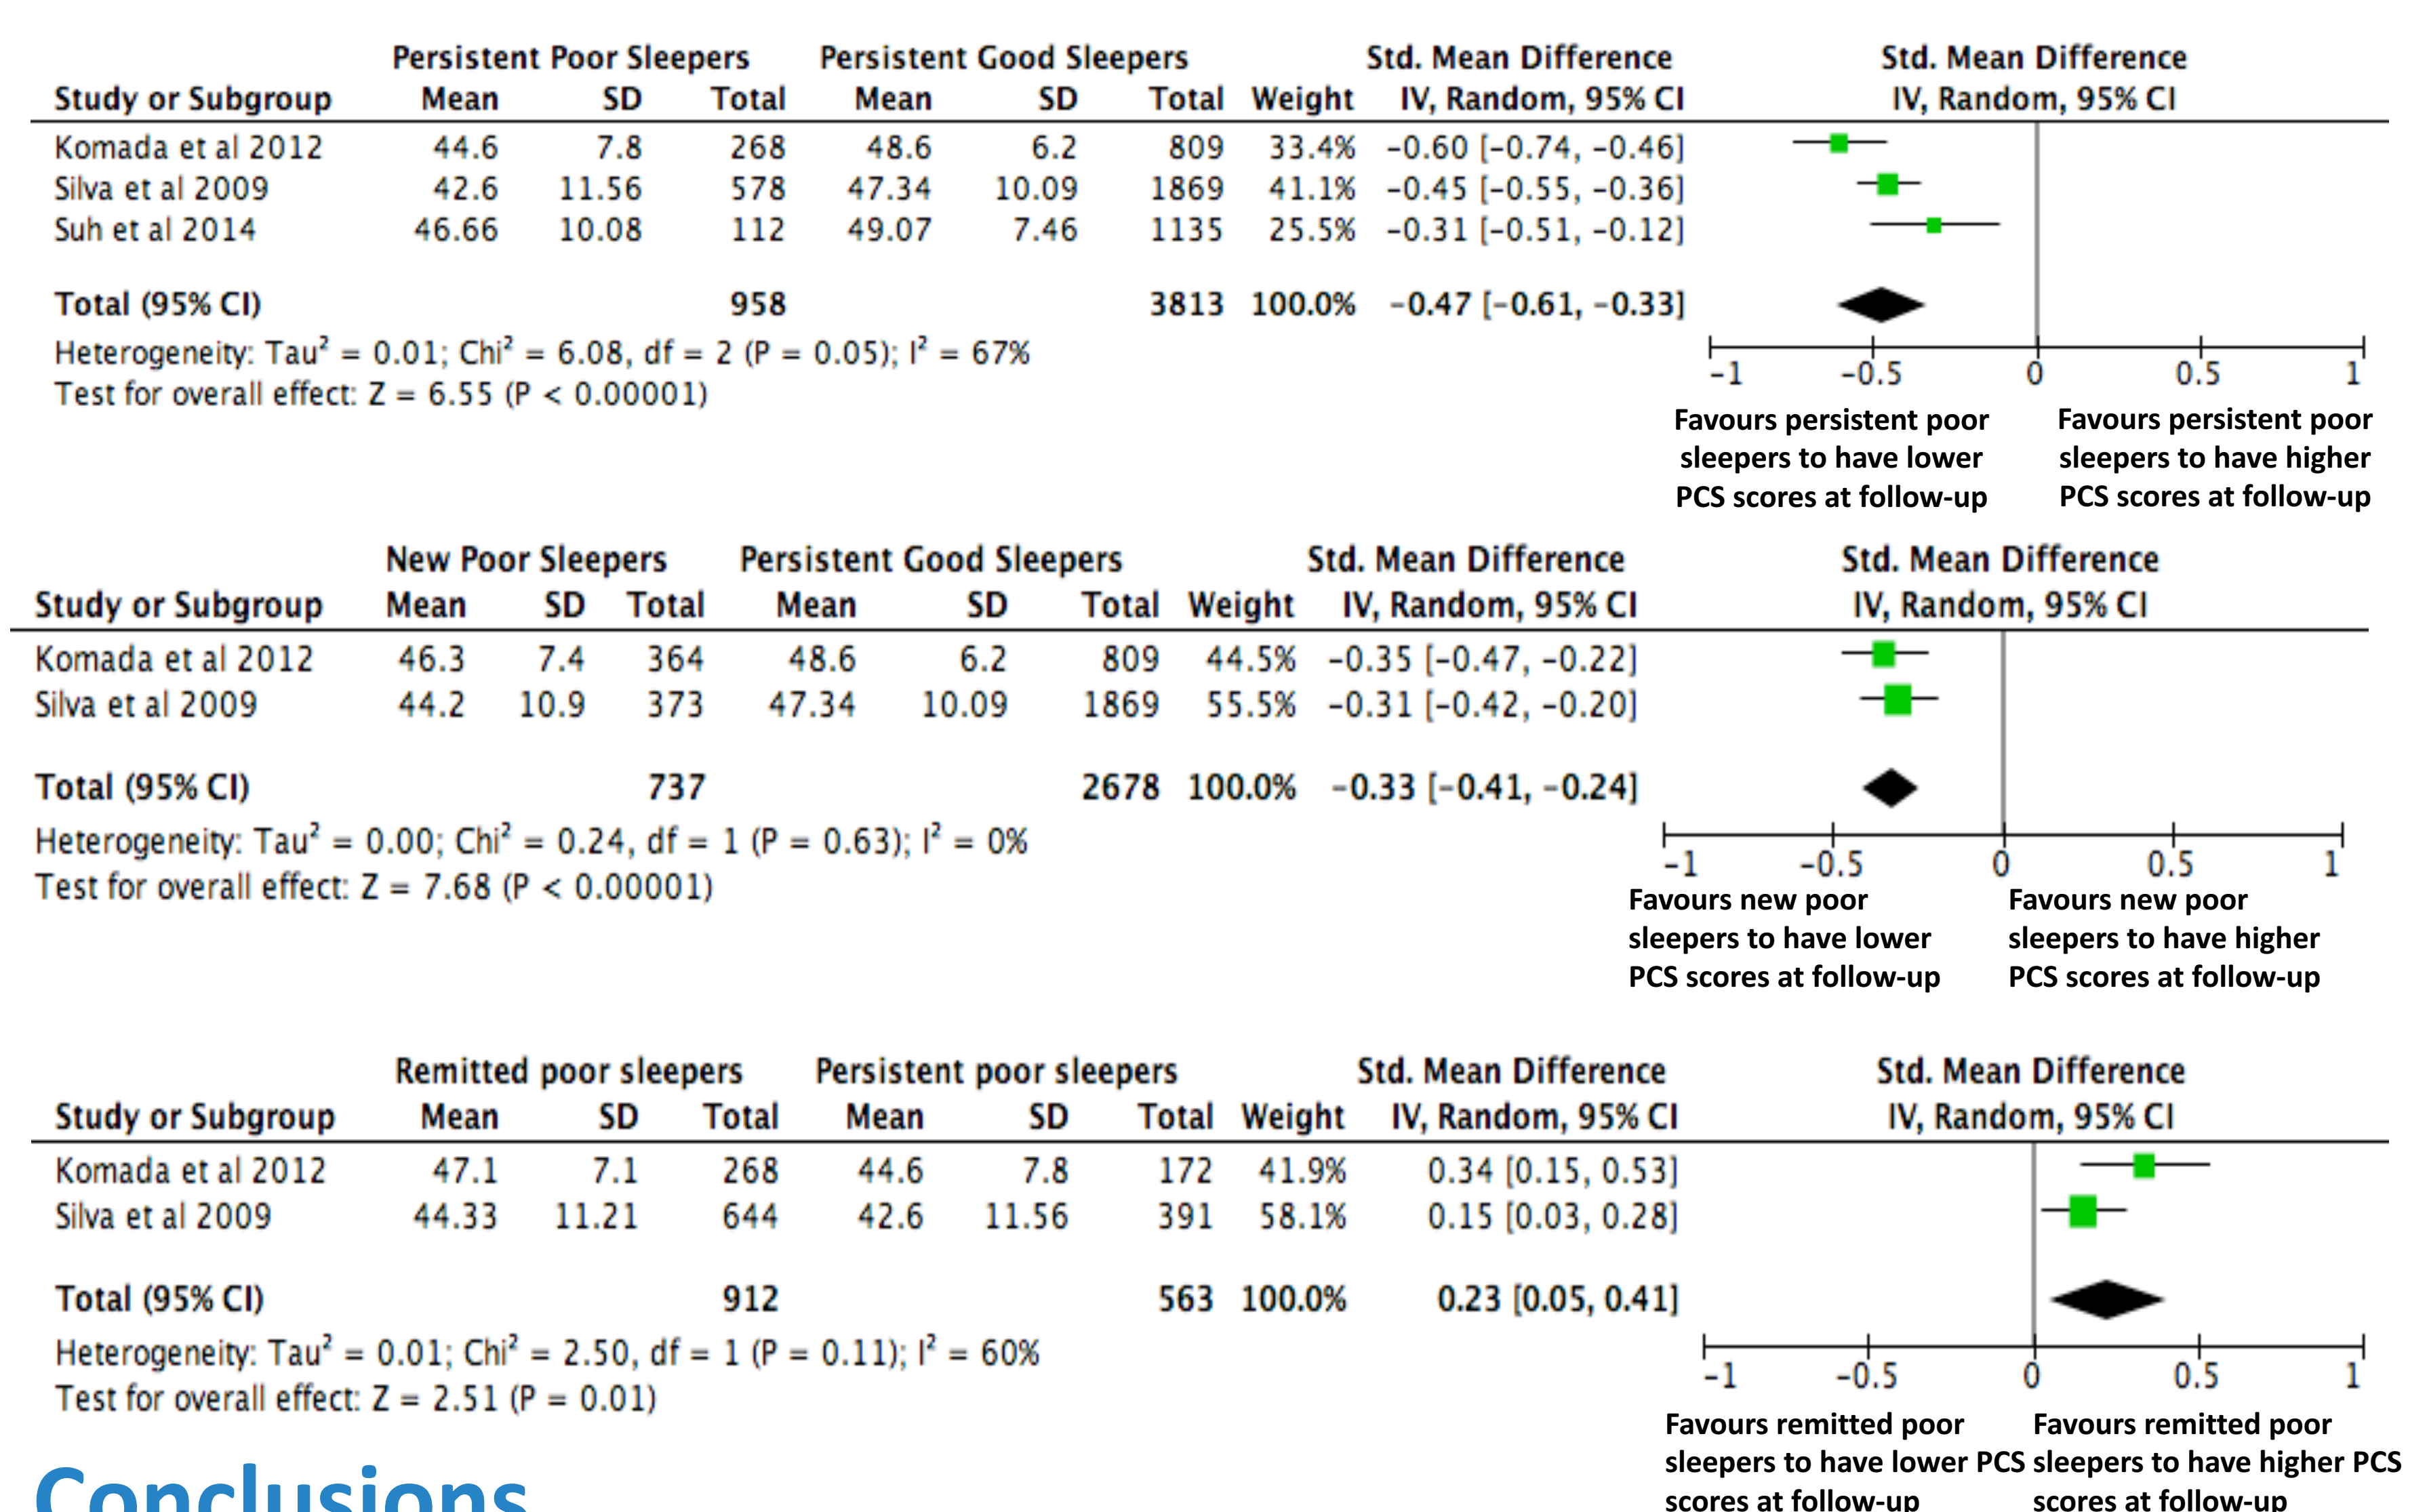 Persistent Poor Sleepers Persistent Good Sleepers Std. Mean Difference Std. Mean Difference
Study or Subgroup Mean SD Total Mean SD Total Weight IV, Random, 95% CI IV, Random, 95% CI
Komada et al 2012 44.6 7.8 268 48.6 6.2 809 33.4% −0.60 [−0.74, −0.46]
Silva et al 2009 42.6 11.56 578 47.34 10.09 1869 41.1% −0.45 [−0.55, −0.36]
Suh et al 2014 46.66 10.08 112 49.07 7.46 1135 25.5% −0.31 [−0.51, −0.12]
Total (95% CI) 958 3813 100.0% −0.47 [−0.61, −0.33]
Heterogeneity: Tau² = 0.01; Chi² = 6.08, df = 2 (P = 0.05); I² = 67%
Test for overall effect: Z = 6.55 (P < 0.00001)
−1 −0.5 0 0.5 1
Favours persistent poor
sleepers to have lower
PCS scores at follow-up
Favours persistent poor
sleepers to have higher
PCS scores at follow-up
New Poor Sleepers Persistent Good Sleepers Std. Mean Difference Std. Mean Difference
Study or Subgroup Mean SD Total Mean SD Total Weight IV, Random, 95% CI IV, Random, 95% CI
Komada et al 2012 46.3 7.4 364 48.6 6.2 809 44.5% −0.35 [−0.47, −0.22]
Silva et al 2009 44.2 10.9 373 47.34 10.09 1869 55.5% −0.31 [−0.42, −0.20]
Total (95% CI) 737 2678 100.0% −0.33 [−0.41, −0.24]
Heterogeneity: Tau² = 0.00; Chi² = 0.24, df = 1 (P = 0.63); I² = 0%
Test for overall effect: Z = 7.68 (P < 0.00001)
−1 −0.5 0 0.5 1
Favours new poor
sleepers to have lower
PCS scores at follow-up
Favours new poor
sleepers to have higher
PCS scores at follow-up
Remitted poor sleepers Persistent poor sleepers Std. Mean Difference Std. Mean Difference
Study or Subgroup Mean SD Total Mean SD Total Weight IV, Random, 95% CI IV, Random, 95% CI
Komada et al 2012 47.1 7.1 268 44.6 7.8 172 41.9% 0.34 [0.15, 0.53]
Silva et al 2009 44.33 11.21 644 42.6 11.56 391 58.1% 0.15 [0.03, 0.28]
Total (95% CI) 912 563 100.0% 0.23 [0.05, 0.41]
Heterogeneity: Tau² = 0.01; Chi² = 2.50, df = 1 (P = 0.11); I² = 60%
Test for overall effect: Z = 2.51 (P = 0.01)
−1 −0.5 0 0.5 1
Favours remitted poor
sleepers to have lower PCS
scores at follow-up
Favours remitted poor
sleepers to have higher PCS
scores at follow-up
Conclusions